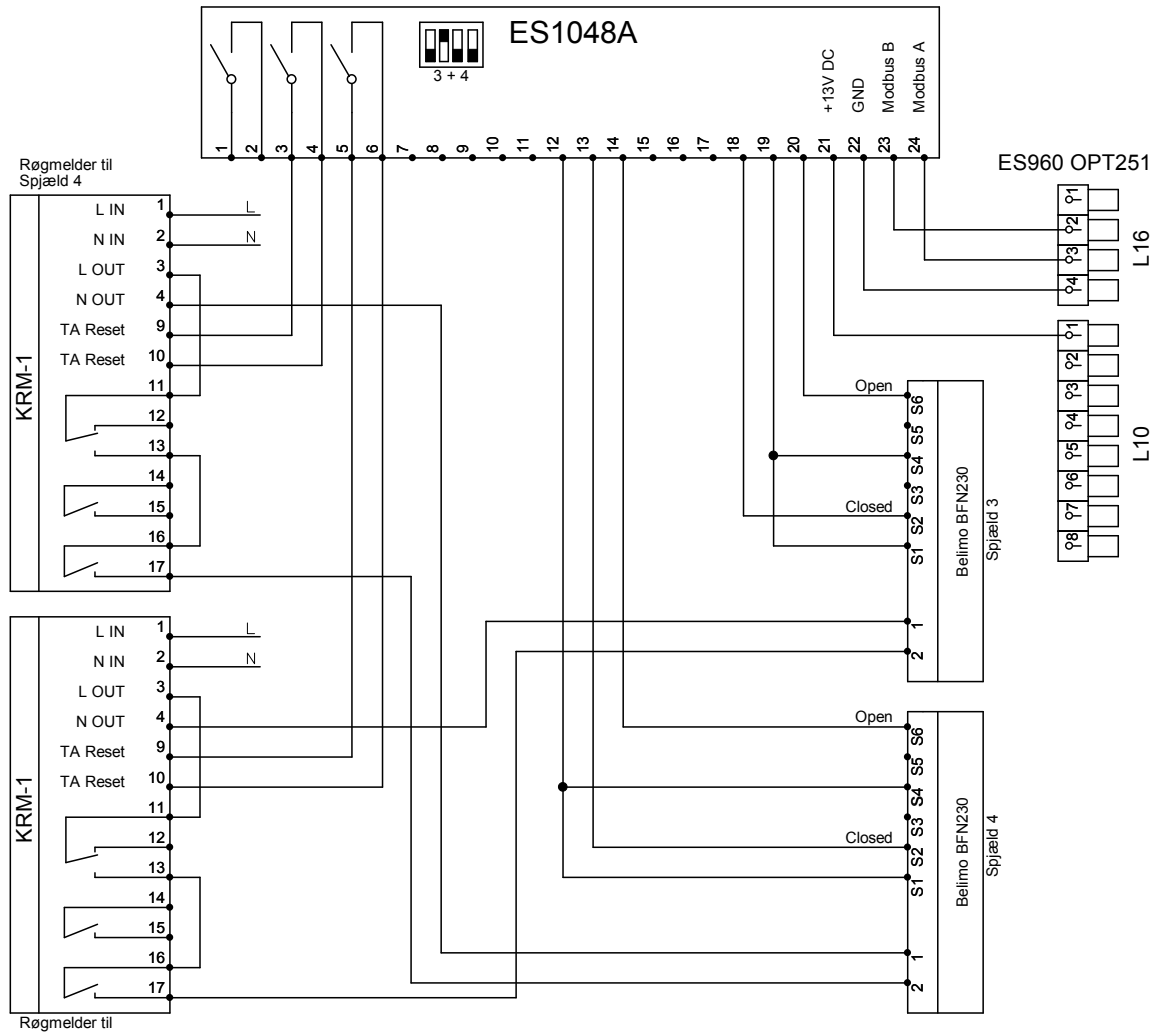 ES1048A
3 + 4
+13V DC
GND
Modbus B
Modbus A
1 2 3 4 5 6 7 8 9 10 11 12 13 14 15 16 17 18 19 20 21 22 23 24
ES960 OPT251
1
2
3
4
L16
1
2
3
4
5
6
7
8
L10
Røgmelder til
Spjæld 4
KRM-1
L IN 1 L
N IN 2 N
L OUT 3
N OUT 4
TA Reset 9
TA Reset 10
11
12
13
14
15
16
17
Open
Closed
S6
S5
S4
S3
S2
S1
1
2
Belimo BFN230
Spjæld 3
KRM-1
L IN 1 L
N IN 2 N
L OUT 3
N OUT 4
TA Reset 9
TA Reset 10
11
12
13
14
15
16
17
Røgmelder til
Open
Closed
S6
S5
S4
S3
S2
S1
1
2
Belimo BFN230
Spjæld 4